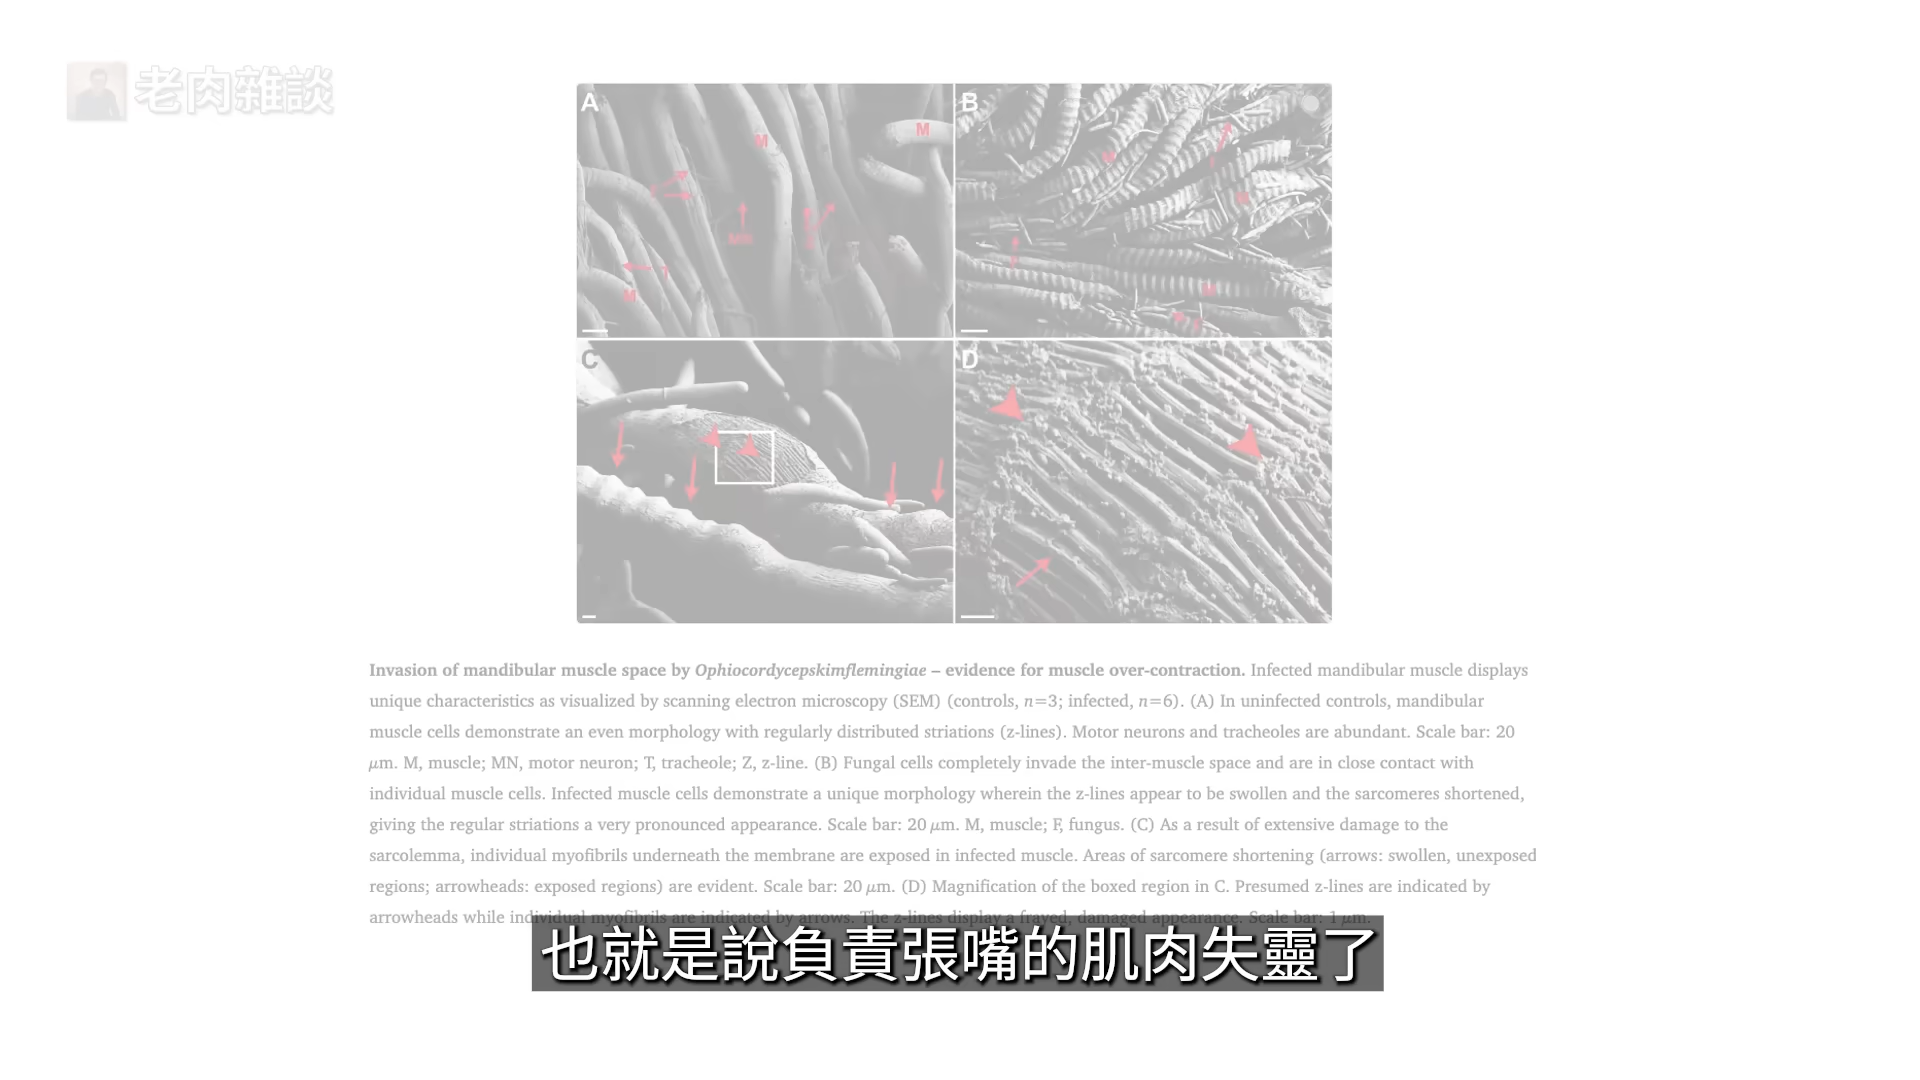 老肉雜談
A
B
M
M
M
T
F
M
MN
Z
T
M
F
M
F
C
D
Invasion of mandibular muscle space by Ophiocordycepskimflemingiae – evidence for muscle over-contraction. Infected mandibular muscle displays
unique characteristics as visualized by scanning electron microscopy (SEM) (controls, n=3; infected, n=6). (A) In uninfected controls, mandibular
muscle cells demonstrate an even morphology with regularly distributed striations (z-lines). Motor neurons and tracheoles are abundant. Scale bar: 20
μm. M, muscle; MN, motor neuron; T, tracheole; Z, z-line. (B) Fungal cells completely invade the inter-muscle space and are in close contact with
individual muscle cells. Infected muscle cells demonstrate a unique morphology wherein the z-lines appear to be swollen and the sarcomeres shortened,
giving the regular striations a very pronounced appearance. Scale bar: 20 μm. M, muscle; F, fungus. (C) As a result of extensive damage to the
sarcolemma, individual myofibrils underneath the membrane are exposed in infected muscle. Areas of sarcomere shortening (arrows: swollen, unexposed
regions; arrowheads: exposed regions) are evident. Scale bar: 20 μm. (D) Magnification of the boxed region in C. Presumed z-lines are indicated by
arrowheads while individual myofibrils are indicated by arrows. The z-lines display a frayed, damaged appearance. Scale bar: 1 μm.
也就是說負責張嘴的肌肉失靈了